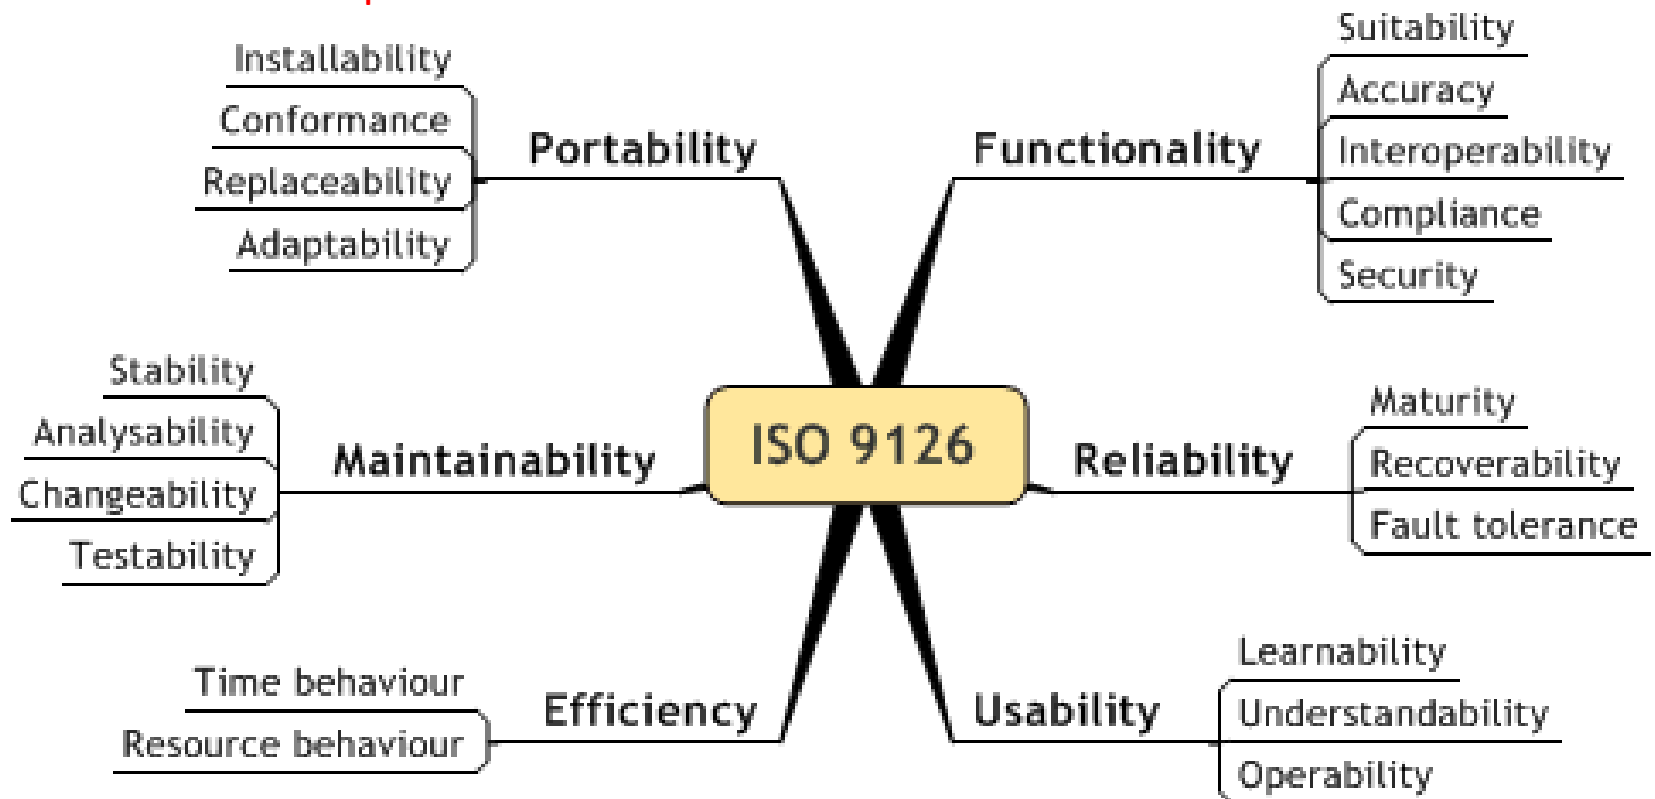 Installability
Conformance
Replaceability
Adaptability
Portability
Stability
Analysability
Changeability
Testability
Maintainability
Time behaviour
Resource behaviour
Efficiency
ISO 9126
Functionality
Suitability
Accuracy
Interoperability
Compliance
Security
Reliability
Maturity
Recoverability
Fault tolerance
Usability
Learnability
Understandability
Operability